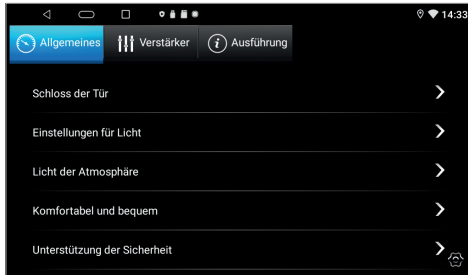 14:33
Allgemeines Verstärker Ausführung
Schloss der Tür
Einstellungen für Licht
Licht der Atmosphäre
Komfortabel und bequem
Unterstützung der Sicherheit